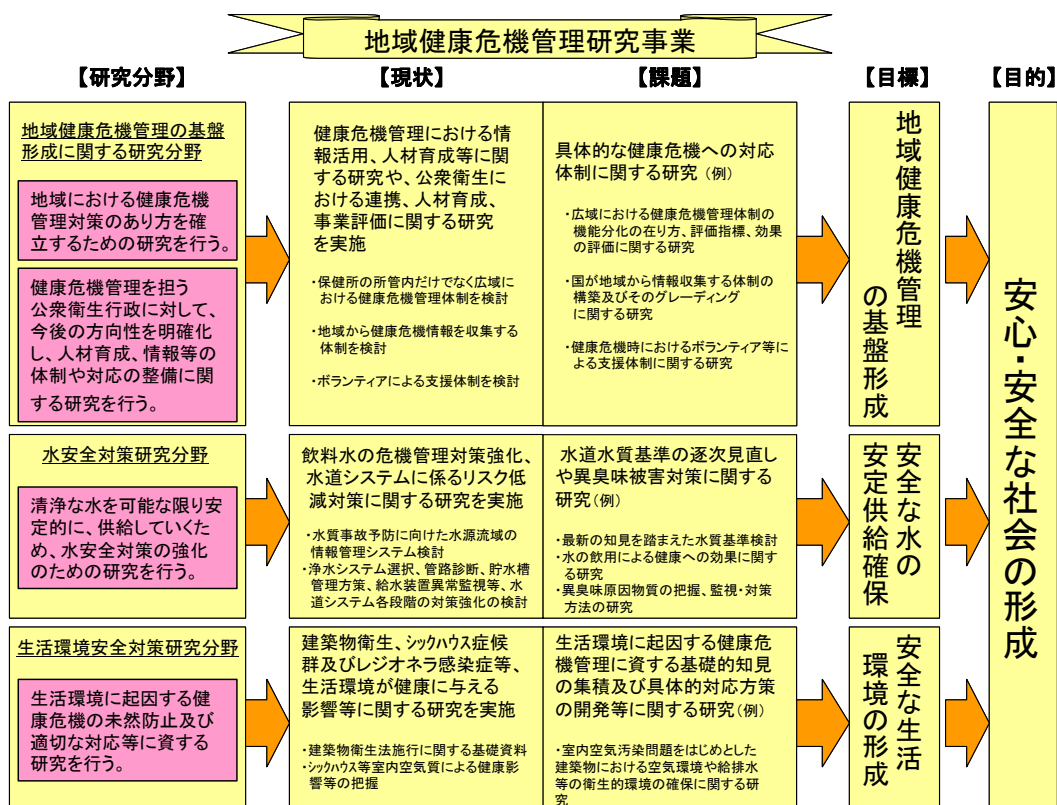 地域健康危機管理研究事業
【研究分野】
【現状】
【課題】
【目標】
【目的】
地域健康危機管理の基盤
形成に関する研究分野
地域における健康危機
管理対策のあり方を確
立するための研究を行う。
健康危機管理を担う
公衆衛生行政に対して、
今後の方向性を明確化
し、人材育成、情報等の
体制や対応の整備に関
する研究を行う。
健康危機管理における情
報活用、人材育成等に関
する研究や、公衆衛生に
おける連携、人材育成、
事業評価に関する研究
を実施
・保健所の所管内だけでなく広域に
おける健康危機管理体制を検討
・地域から健康危機情報を収集する
体制を検討
・ボランティアによる支援体制を検討
具体的な健康危機への対応
体制に関する研究（例）
・広域における健康危機管理体制の
機能分化の在り方、評価指標、効果
の評価に関する研究
・国が地域から情報収集する体制の
構築及びそのグレーディング
に関する研究
・健康危機時におけるボランティア等に
よる支援体制に関する研究
地域健康危機管理
の基盤形成
水安全対策研究分野
清浄な水を可能な限り安
定的に、供給していくた
め、水安全対策の強化
のための研究を行う。
飲料水の危機管理対策強化、
水道システムに係るリスク低
減対策に関する研究を実施
・水質事故予防に向けた水源流域の
情報管理システム検討
・浄水システム選択、管路診断、貯水槽
管理方策、給水装置異常監視等、水
道システム各段階の対策強化の検討
水道水質基準の逐次見直し
や異臭味被害対策に関する
研究（例）
・最新の知見を踏まえた水質基準検討
・水の飲用による健康への効果に関す
る研究
・異臭味原因物質の把握、監視・対策
方法の研究
安全な水の
安定供給確保
生活環境安全対策研究分野
生活環境に起因する健
康危機の未然防止及び
適切な対応等に資する
研究を行う。
建築物衛生、シックハウス症候
群及びレジオネラ感染症等、
生活環境が健康に与える
影響等に関する研究を実施
・建築物衛生法施行に関する基礎資料
・シックハウス等室内空気質による健康影
響等の把握
生活環境に起因する健康危
機管理に資する基礎的知見
の集積及び具体的対応方策
の開発等に関する研究（例）
・室内空気汚染問題をはじめとした
建築物における空気環境や給排水
等の衛生的環境の確保に関する研
究
安全な生活
環境の形成
安心・安全な社会の形成